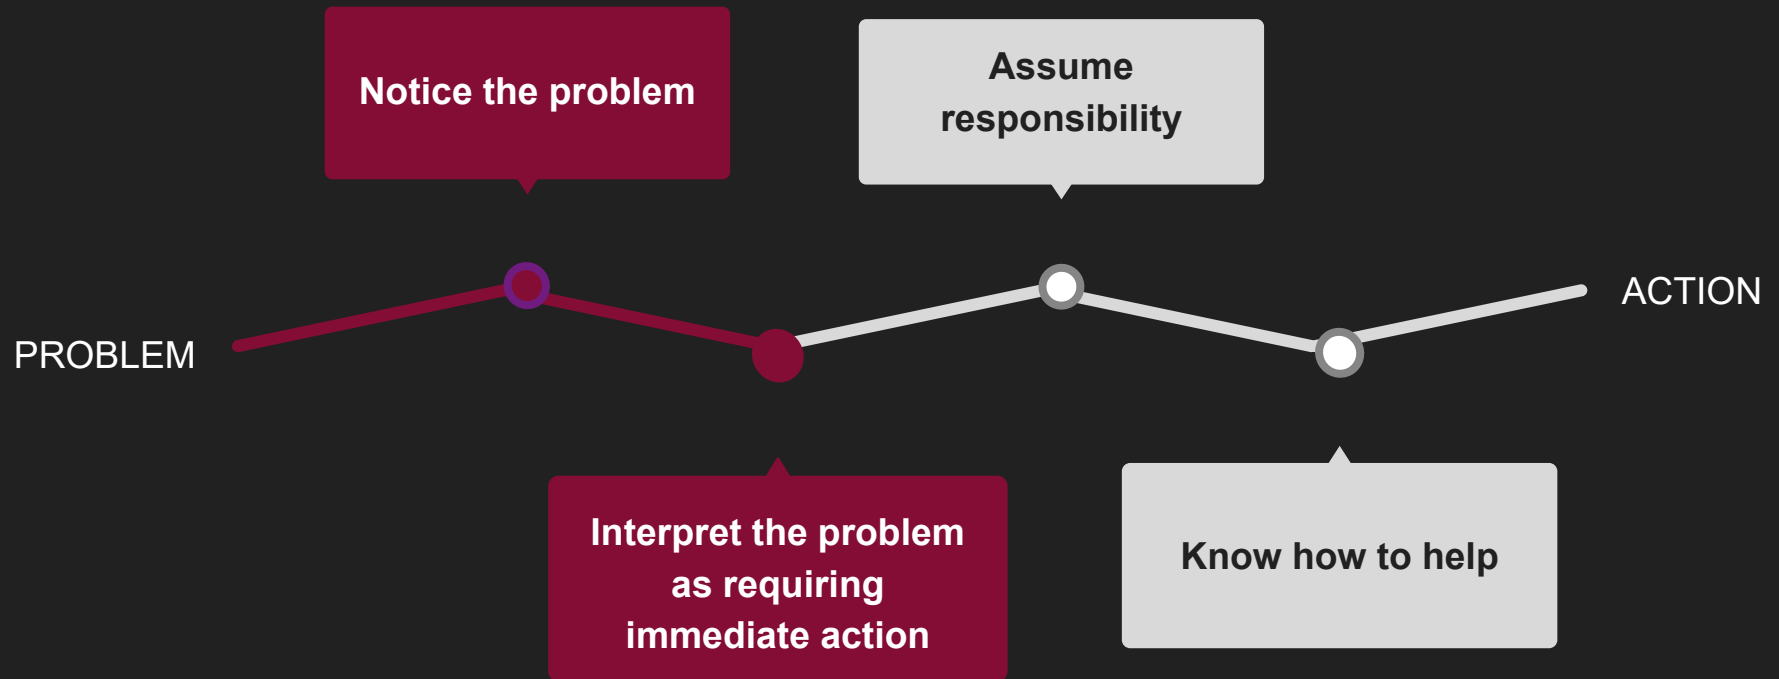 Notice the problem
Assume
responsibility
PROBLEM
ACTION
Interpret the problem
as requiring
immediate action
Know how to help